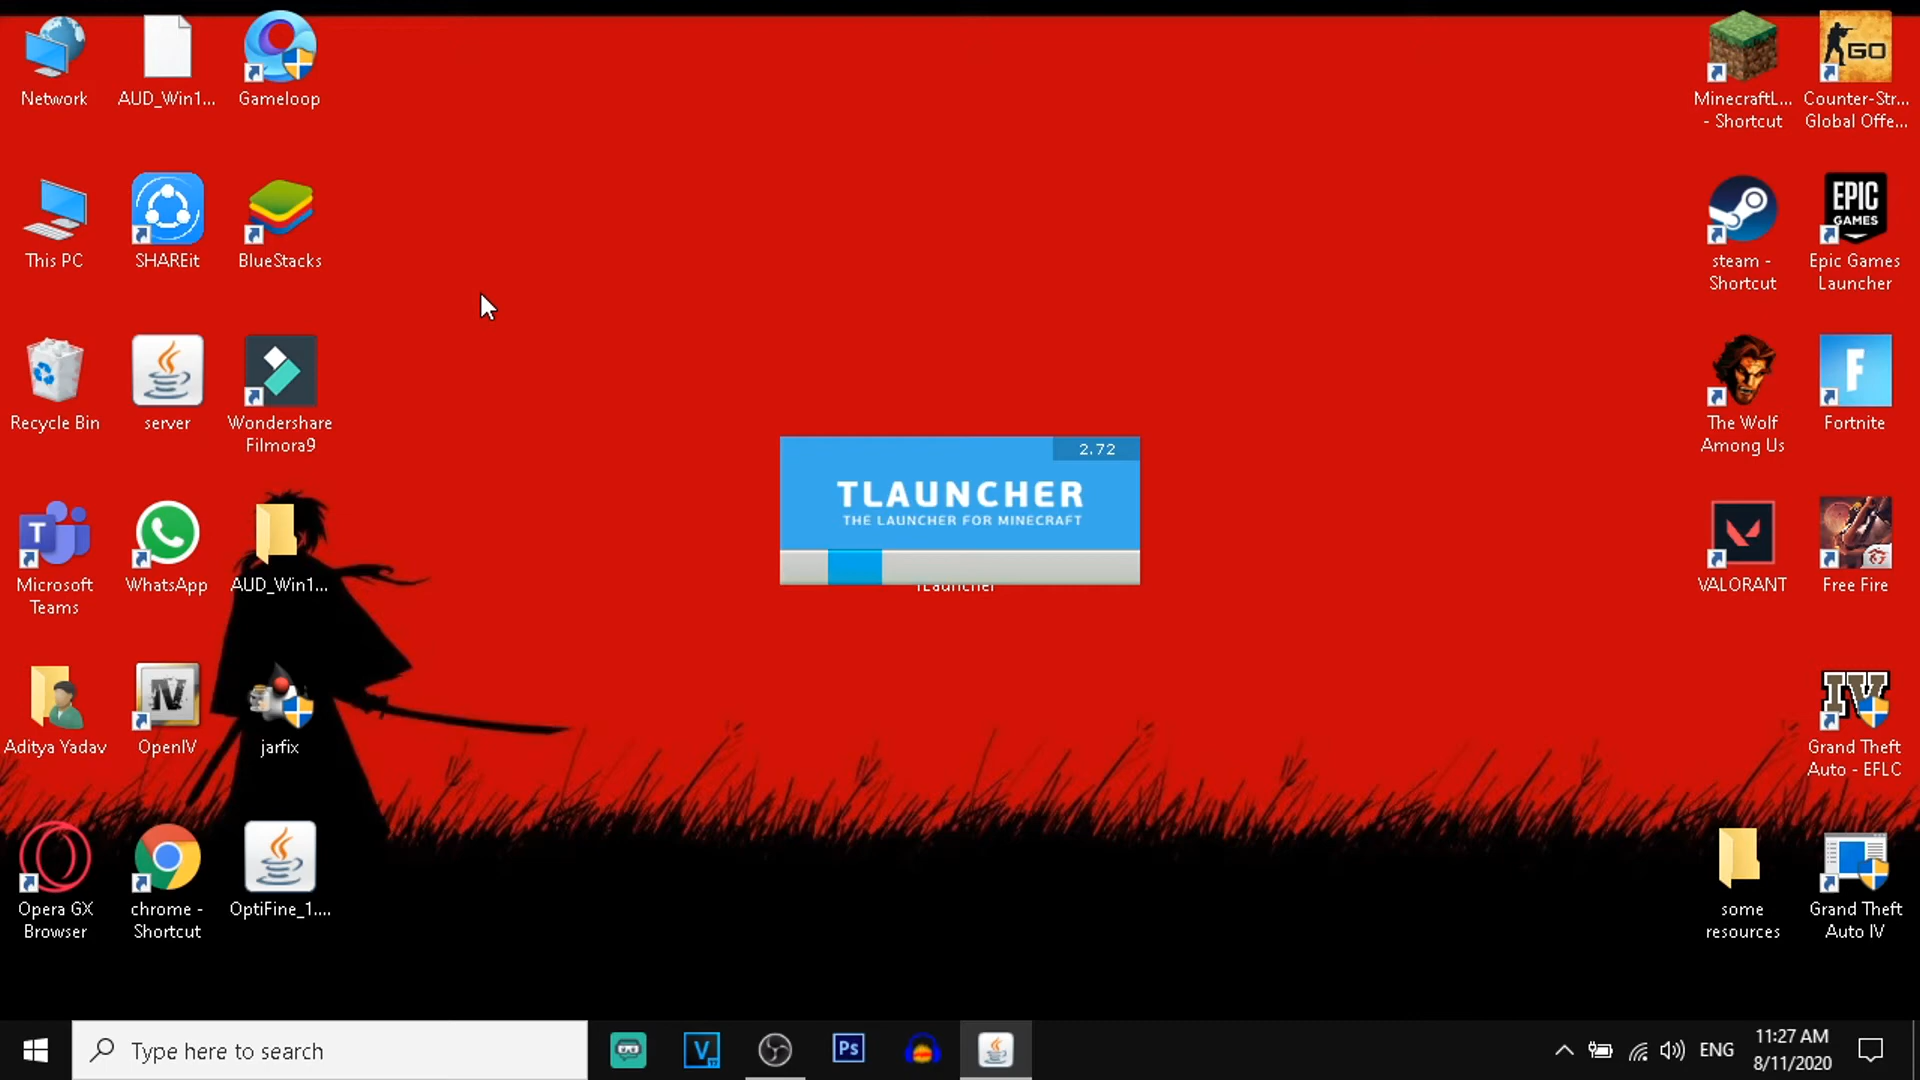 Network
AUD_Win1...
Gameloop
MinecraftL...
- Shortcut
GO
Counter-Str...
Global Offe...
This PC
SHAREit
BlueStacks
steam -
Shortcut
EPIC
GAMES
Epic Games
Launcher
Recycle Bin
server
Wondershare
Filmora9
The Wolf
Among Us
F
Fortnite
2.72
TLAUNCHER
THE LAUNCHER FOR MINECRAFT
TLauncher
T
Microsoft
Teams
WhatsApp
AUD_Win1...
VALORANT
Free Fire
Aditya Yadav
IV
OpenIV
jarfix
IV
Grand Theft
Auto - EFLC
Opera GX
Browser
chrome -
Shortcut
OptiFine_1....
some
resources
Grand Theft
Auto IV
Type here to search
V
Ps
ENG
11:27 AM
8/11/2020